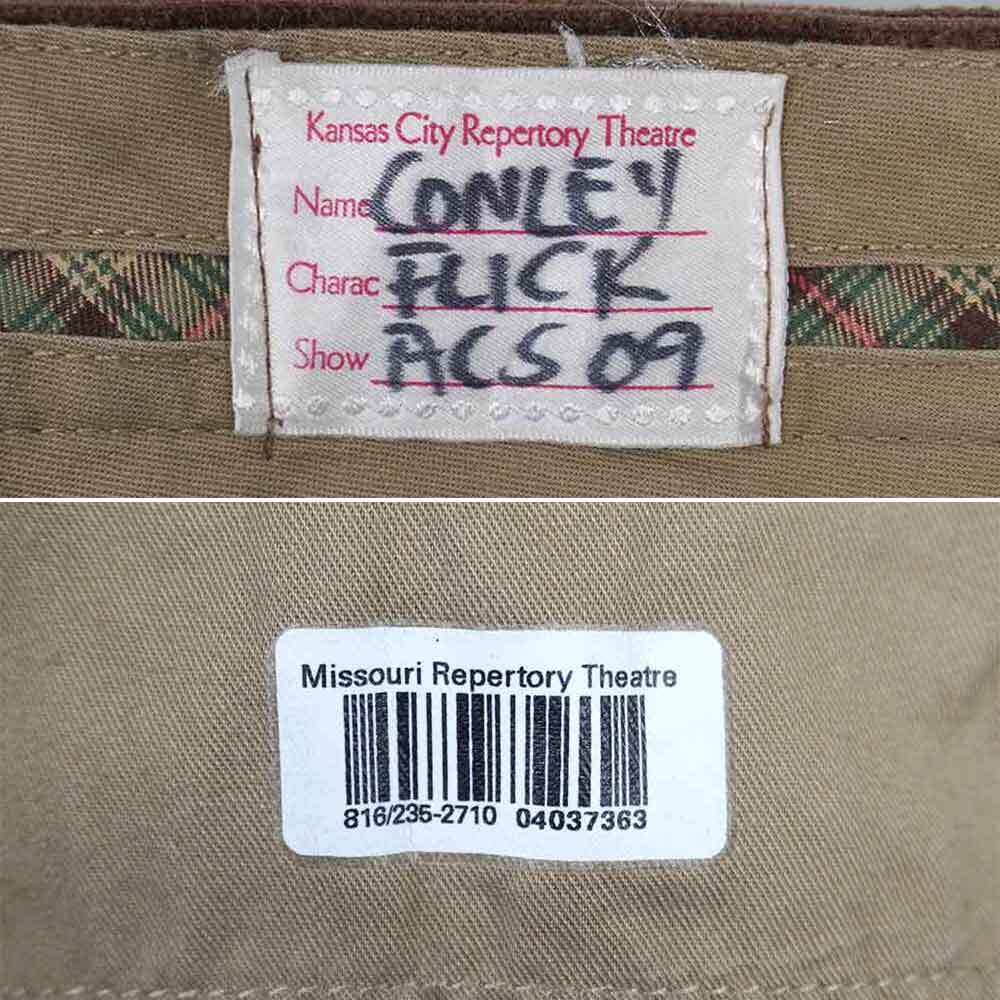 Kansas City Repertory Theatre
Name CONLEY
Charac FLICK
Show ACS 09
Missouri Repertory Theatre
816/235-2710 04037363